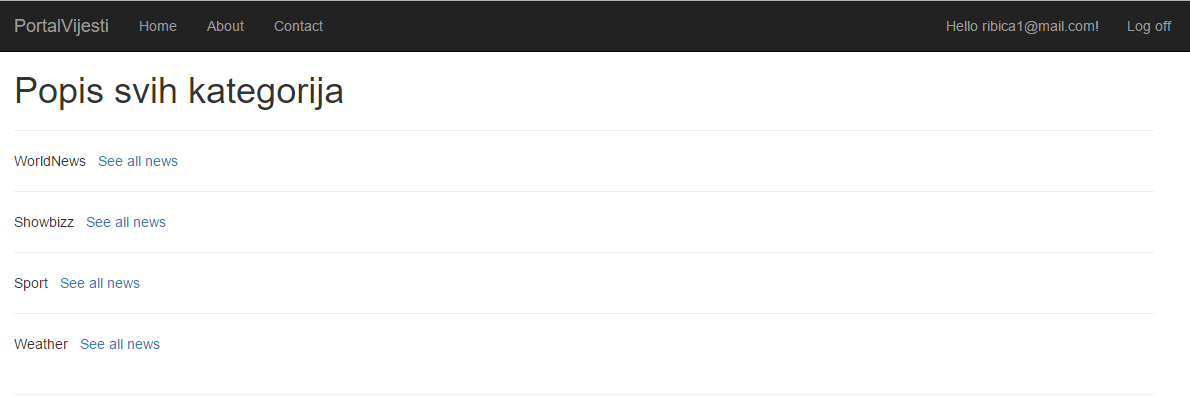 PortalVijesti Home About Contact Hello ribica1@mail.com! Log off
Popis svih kategorija
WorldNews See all news
Showbizz See all news
Sport See all news
Weather See all news